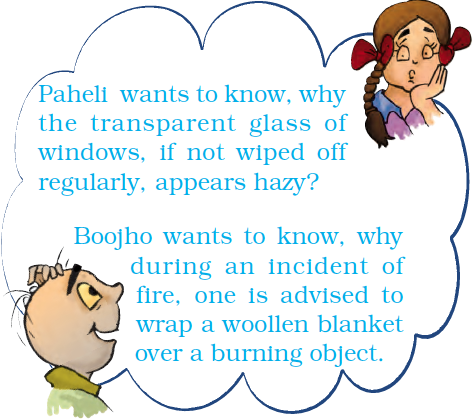 Paheli wants to know, why
the transparent glass of
windows, if not wiped off
regularly, appears hazy?
Boojho wants to know, why
during an incident of
fire, one is advised to
wrap a woollen blanket
over a burning object.